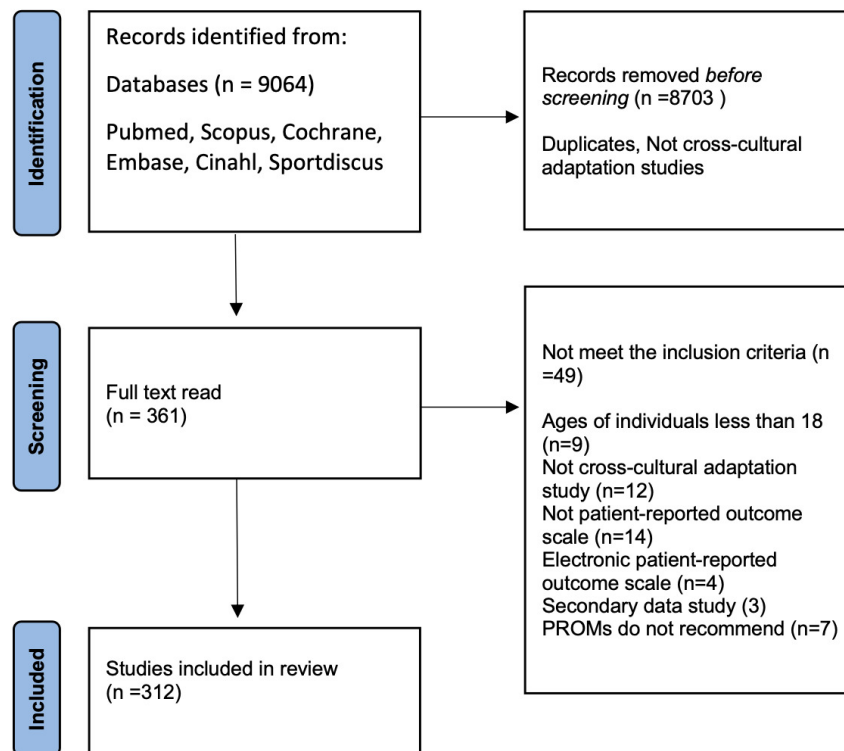 Identification
Records identified from:
Databases (n = 9064)
Pubmed, Scopus, Cochrane,
Embase, Cinahl, Sportdiscus
Records removed before
screening (n =8703 )
Duplicates, Not cross-cultural
adaptation studies
Screening
Full text read
(n = 361)
Not meet the inclusion criteria (n
=49)
Ages of individuals less than 18
(n=9)
Not cross-cultural adaptation
study (n=12)
Not patient-reported outcome
scale (n=14)
Electronic patient-reported
outcome scale (n=4)
Secondary data study (3)
PROMs do not recommend (n=7)
Included
Studies included in review
(n =312)